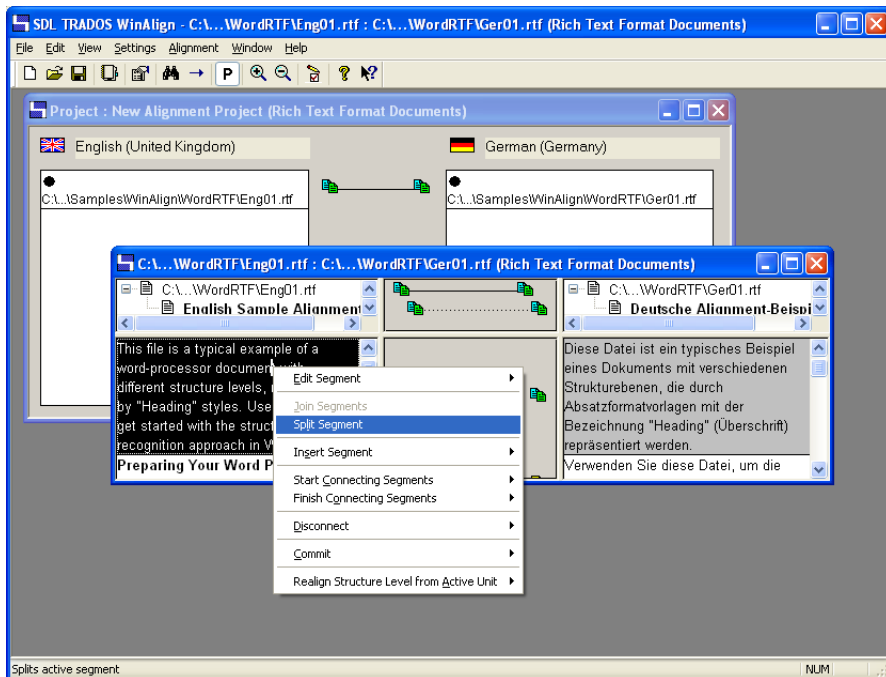 SDL TRADOS WinAlign - C:\...\WordRTF\Eng01.rtf : C:\...\WordRTF\Ger01.rtf (Rich Text Format Documents)
File Edit View Settings Alignment Window Help
P
Project : New Alignment Project (Rich Text Format Documents)
English (United Kingdom) German (Germany)
C:\...\Samples\WinAlign\WordRTF\Eng01.rtf C:\...\Samples\WinAlign\WordRTF\Ger01.rtf
C:\...\WordRTF\Eng01.rtf : C:\...\WordRTF\Ger01.rtf (Rich Text Format Documents)
C:\...\WordRTF\Eng01.rtf C:\...\WordRTF\Ger01.rtf
English Sample Alignment Deutsche Alignment-Beispi
This file is a typical example of a
word-processor document with
different structure levels,
by "Heading" styles. Use
get started with the struct
recognition approach in
Preparing Your Word P
Diese Datei ist ein typisches Beispiel
eines Dokuments mit verschiedenen
Strukturebenen, die durch
Absatzformatvorlagen mit der
Bezeichnung "Heading" (Überschrift)
repräsentiert werden.
Verwenden Sie diese Datei, um die
Edit Segment
Join Segments
Split Segment
Insert Segment
Start Connecting Segments
Finish Connecting Segments
Disconnect
Commit
Realign Structure Level from Active Unit
Splits active segment NUM